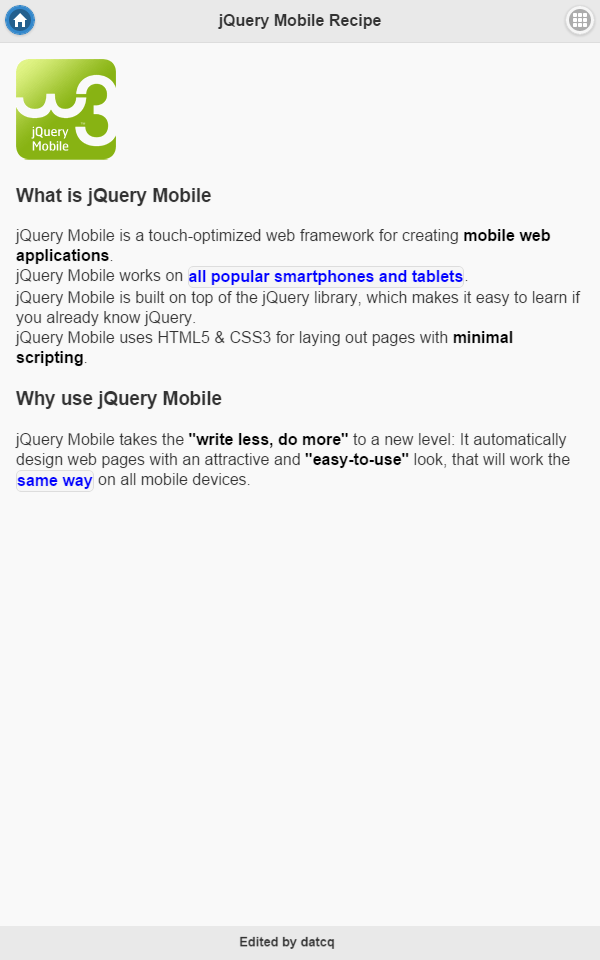 jQuery Mobile Recipe
w3
jQuery
Mobile
What is jQuery Mobile
jQuery Mobile is a touch-optimized web framework for creating mobile web
applications.
jQuery Mobile works on all popular smartphones and tablets.
jQuery Mobile is built on top of the jQuery library, which makes it easy to learn if
you already know jQuery.
jQuery Mobile uses HTML5 & CSS3 for laying out pages with minimal
scripting.
Why use jQuery Mobile
jQuery Mobile takes the "write less, do more" to a new level: It automatically
design web pages with an attractive and "easy-to-use" look, that will work the
same way on all mobile devices.
Edited by datcq